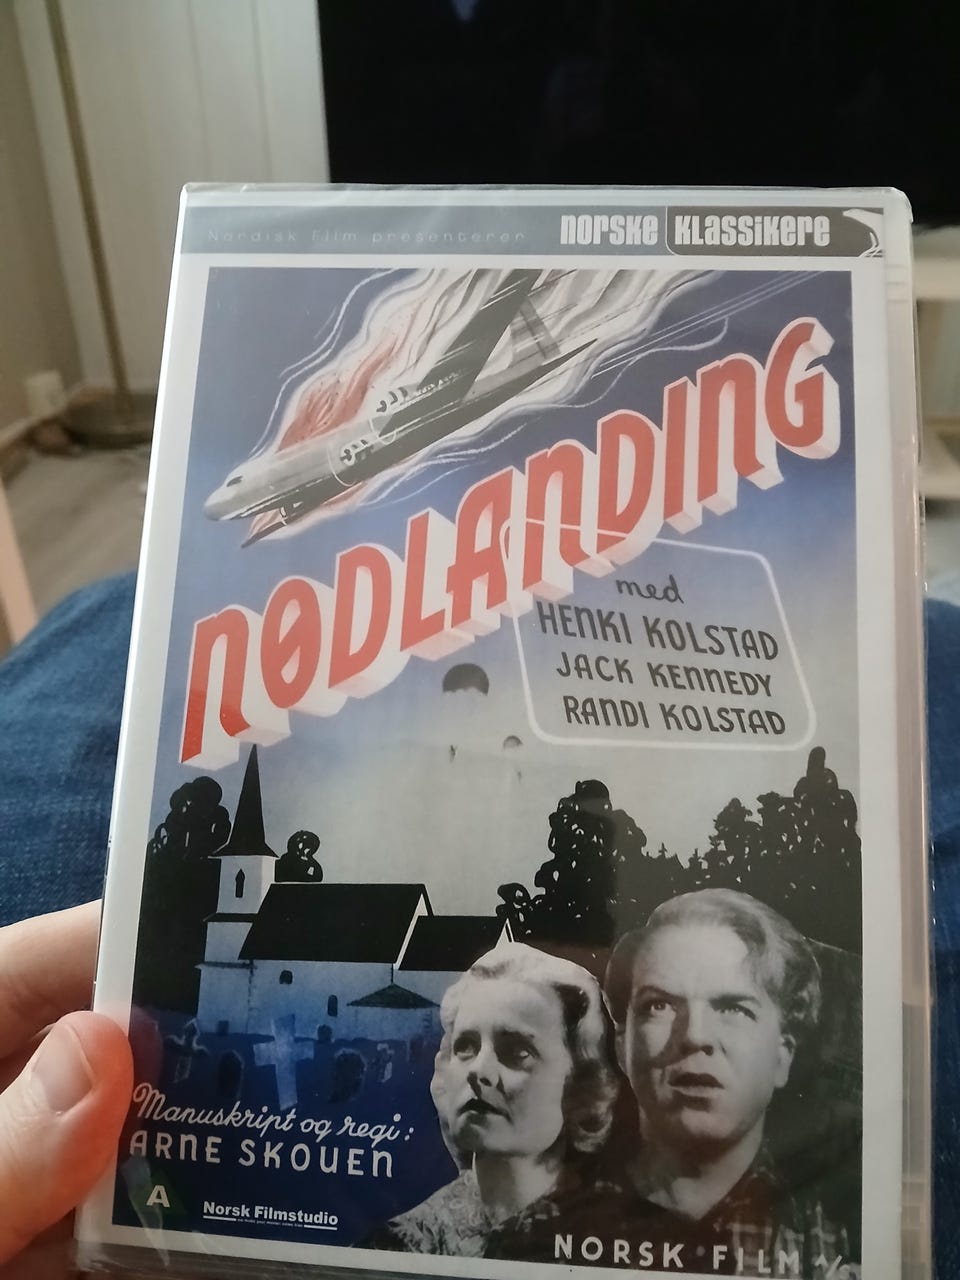 Nordisk Film presenterer
norske klassikere
NØDLANDING
med
HENKI KOLSTAD
JACK KENNEDY
RANDI KOLSTAD
Manuskript og regi:
ARNE SKOUEN
A
Norsk Filmstudio
NORSK FILM A/S